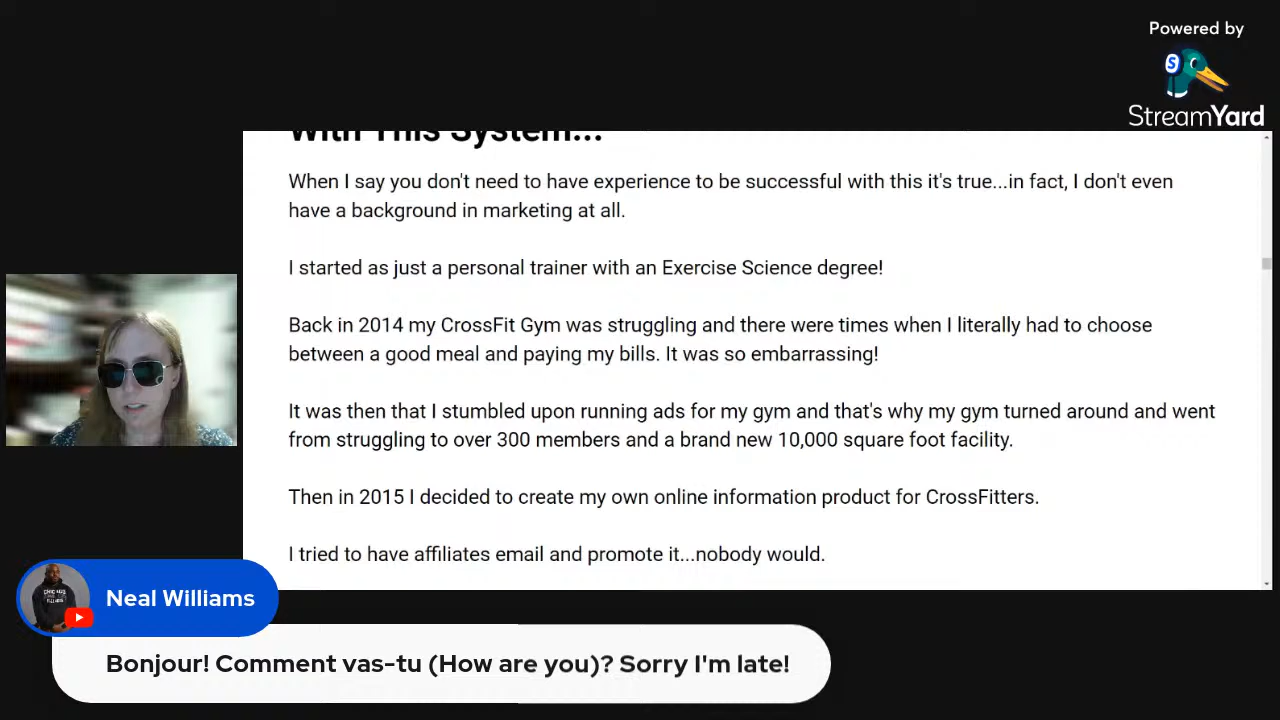 Powered by
StreamYard
With This System...
When I say you don't need to have experience to be successful with this it's true...in fact, I don't even
have a background in marketing at all.
I started as just a personal trainer with an Exercise Science degree!
Back in 2014 my CrossFit Gym was struggling and there were times when I literally had to choose
between a good meal and paying my bills. It was so embarrassing!
It was then that I stumbled upon running ads for my gym and that's why my gym turned around and went
from struggling to over 300 members and a brand new 10,000 square foot facility.
Then in 2015 I decided to create my own online information product for CrossFitters.
I tried to have affiliates email and promote it...nobody would.
Neal Williams
Bonjour! Comment vas-tu (How are you)? Sorry I'm late!